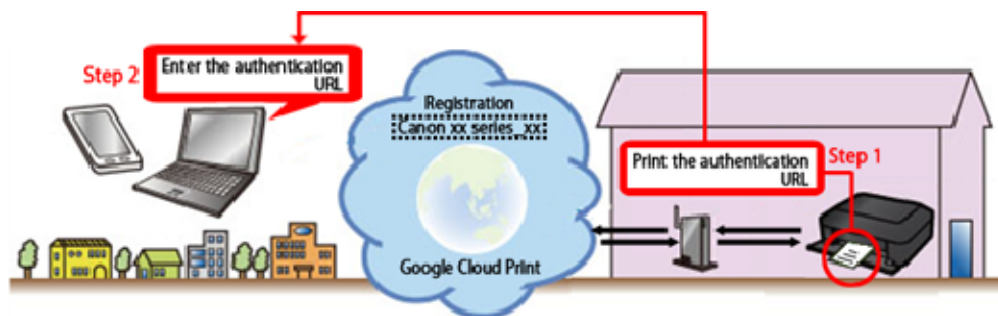 Step 2
Enter the authentication
URL
Registration
Canon xx series_xx
Google Cloud Print
Print the authentication
URL
Step 1